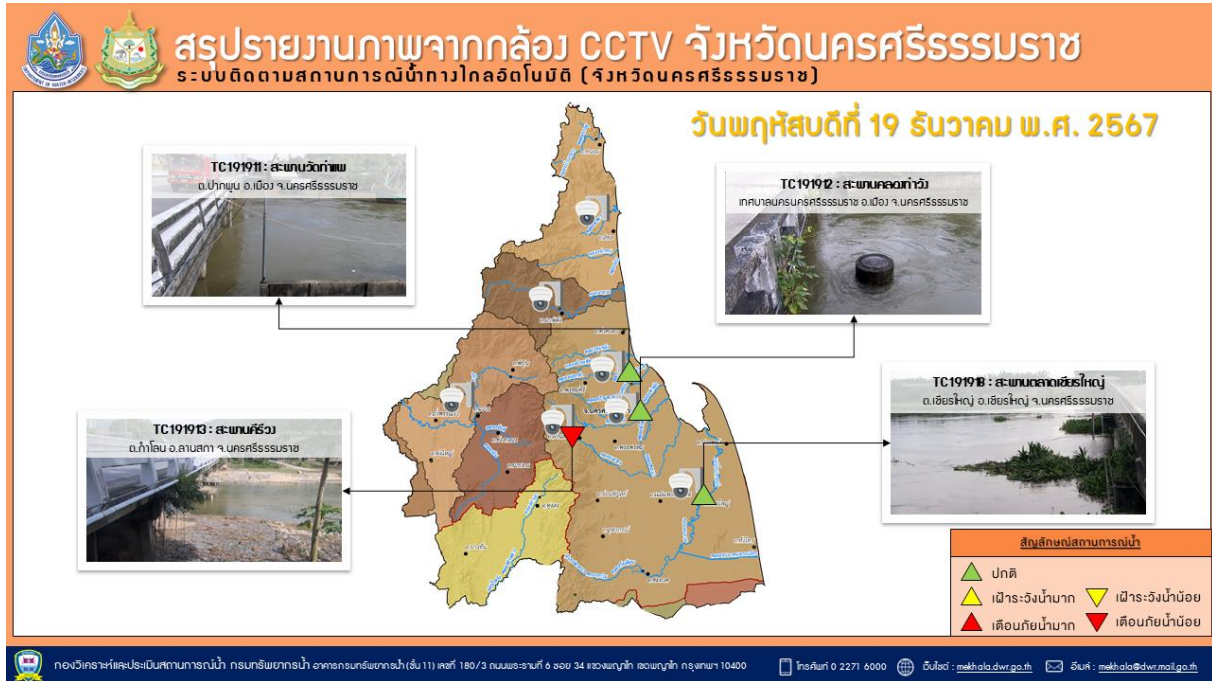 สรุปรายงานภาพจากกล้อง CCTV จังหวัดนครศรีธรรมราช
ระบบติดตามสถานการณ์น้ำทางไกลอัตโนมัติ (จังหวัดนครศรีธรรมราช)
วันพฤหัสบดีที่ 19 ธันวาคม พ.ศ. 2567
TC191911 : สะพานวัดท่าแพ
ต.ปากพูน อ.เมือง จ.นครศรีธรรมราช
TC191912 : สะพานคลองท่าวัง
เทศบาลนครนครศรีธรรมราช อ.เมือง จ.นครศรีธรรมราช
TC191913 : สะพานคีรีวง
ต.กำโลน อ.ลานสกา จ.นครศรีธรรมราช
TC191918 : สะพานตลาดเชียรใหญ่
ต.เชียรใหญ่ อ.เชียรใหญ่ จ.นครศรีธรรมราช
สัญลักษณ์สถานการณ์น้ำ
ปกติ
เฝ้าระวังน้ำมาก เฝ้าระวังน้ำน้อย
เตือนภัยน้ำมาก เตือนภัยน้ำน้อย
กองวิเคราะห์และประเมินสถานการณ์น้ำ กรมทรัพยากรน้ำ อาคารกรมทรัพยากรน้ำ (ชั้น 11) เลขที่ 180/3 ถนนพระรามที่ 6 ซอย 34 แขวงพญาไท เขตพญาไท กรุงเทพฯ 10400 โทรศัพท์ 0 2271 6000 เว็บไซต์ : mekhala.dwr.go.th อีเมล์ : mekhala@dwr.mail.go.th